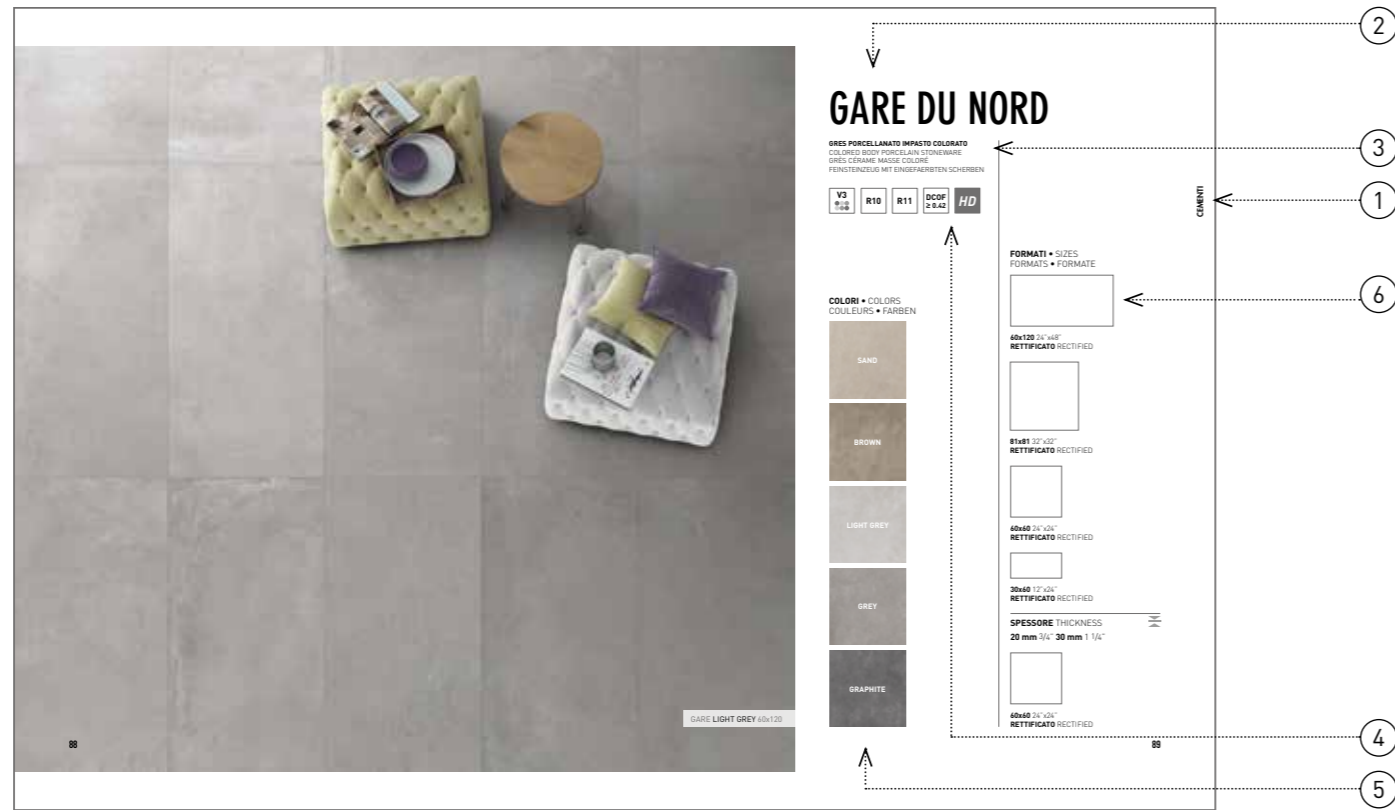 GARE DU NORD
GRES PORCELLANATO IMPASTO COLORATO
COLORED BODY PORCELAIN STONEWARE
GRÈS CÉRAME MASSE COLORÉ
FEINSTEINZEUG MIT EINGEFAERBTEN SCHERBEN
V3
R10
R11
DCOF
≥ 0.42
HD
COLORI • COLORS
COULEURS • FARBEN
SAND
BROWN
LIGHT GREY
GREY
GRAPHITE
CEMENTI
FORMATI • SIZES
FORMATS • FORMATE
60x120 24"x48"
RETTIFICATO RECTIFIED
81x81 32"x32"
RETTIFICATO RECTIFIED
60x60 24"x24"
RETTIFICATO RECTIFIED
30x60 12"x24"
RETTIFICATO RECTIFIED
SPESSORE THICKNESS
20 mm 3/4" 30 mm 1 1/4"
60x60 24"x24"
RETTIFICATO RECTIFIED
GARE LIGHT GREY 60x120
88
89
2
3
1
6
4
5